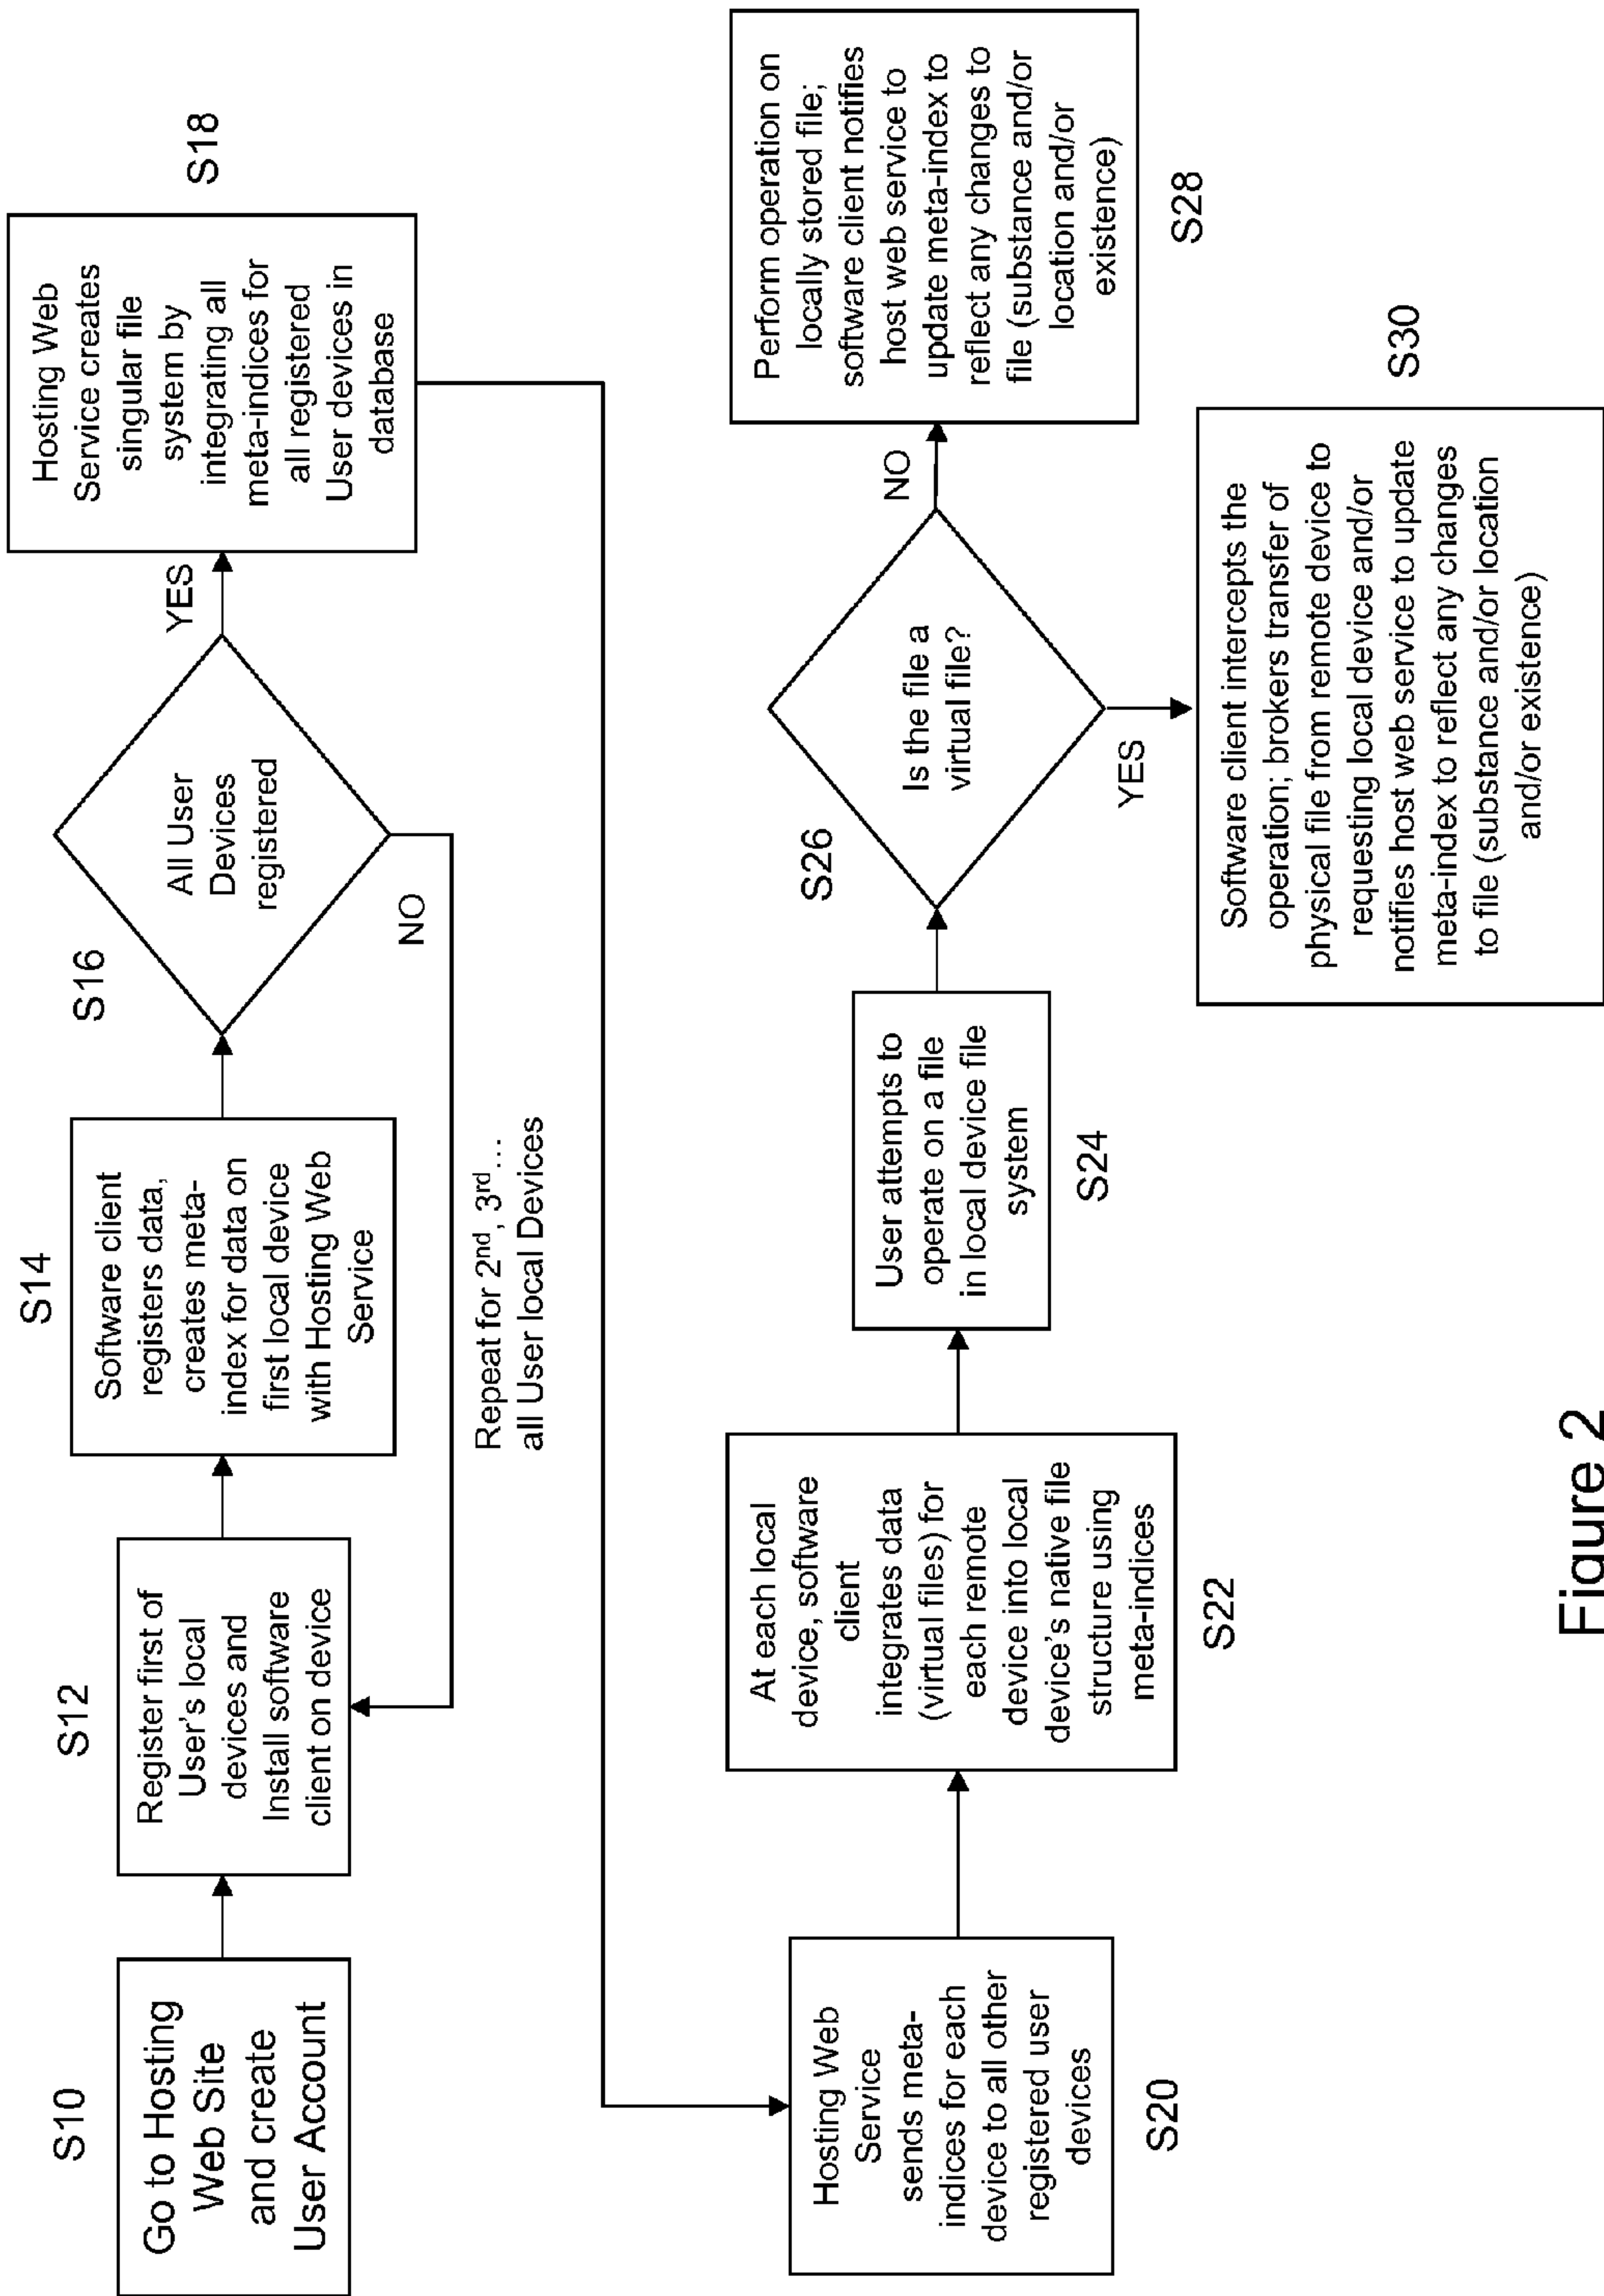 S10
Go to Hosting
Web Site
and create
User Account
S12
Register first of
User's local
devices and
Install software
client on device
S14
Software client
registers data,
creates meta-
index for data on
first local device
with Hosting Web
Service
S16
All User
Devices
registered
YES
NO
Repeat for 2nd, 3rd…
all User local Devices
Hosting Web
Service creates
singular file
system by
integrating all
meta-indices for
all registered
User devices in
database
S18
Hosting Web
Service
sends meta-
indices for each
device to all other
registered user
devices
S20
At each local
device, software
client
integrates data
(virtual files) for
each remote
device into local
device's native file
structure using
meta-indices
S22
User attempts to
operate on a file
in local device file
system
S24
S26
Is the file a
virtual file?
NO
YES
Perform operation on
locally stored file;
software client notifies
host web service to
update meta-index to
reflect any changes to
file (substance and/or
location and/or
existence)
S28
Software client intercepts the
operation; brokers transfer of
physical file from remote device to
requesting local device and/or
notifies host web service to update
meta-index to reflect any changes
to file (substance and/or location
and/or existence)
S30
Figure 2